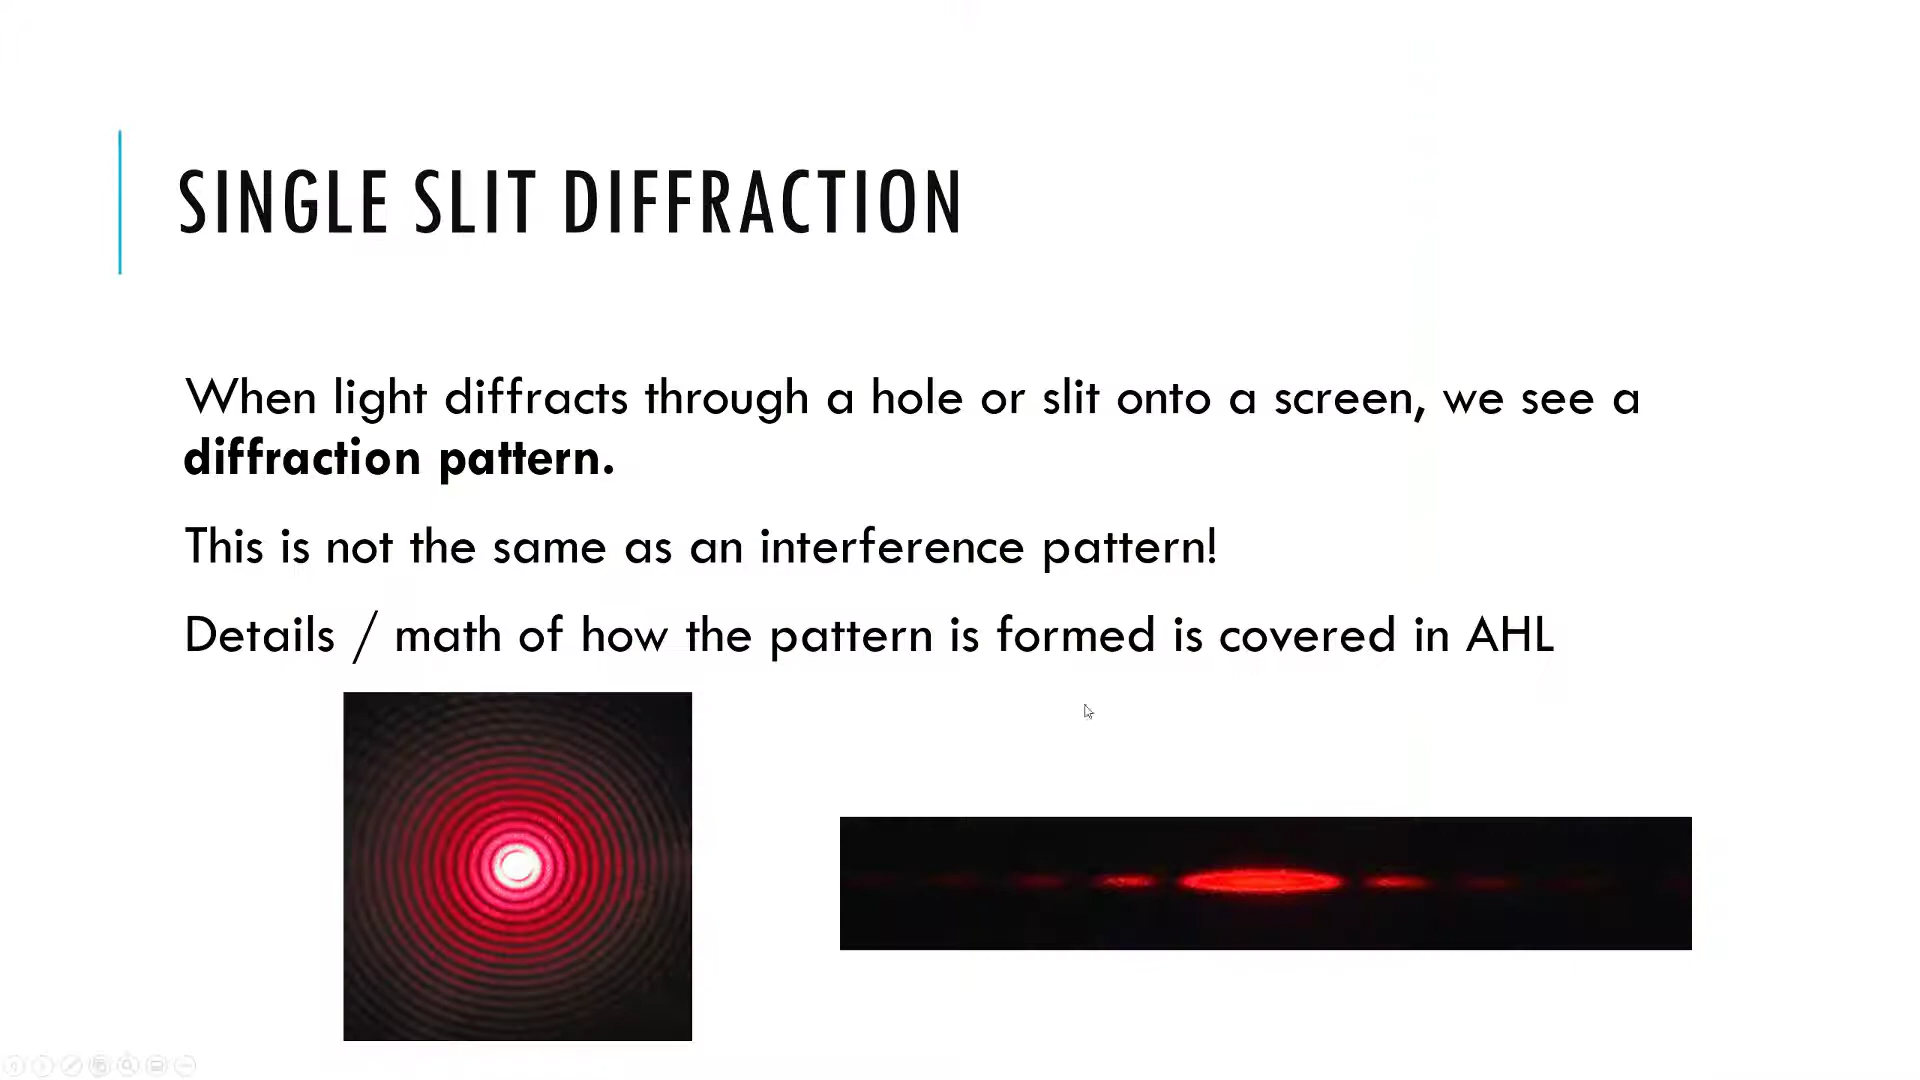 SINGLE SLIT DIFFRACTION
When light diffracts through a hole or slit onto a screen, we see a
diffraction pattern.
This is not the same as an interference pattern!
Details / math of how the pattern is formed is covered in AHL